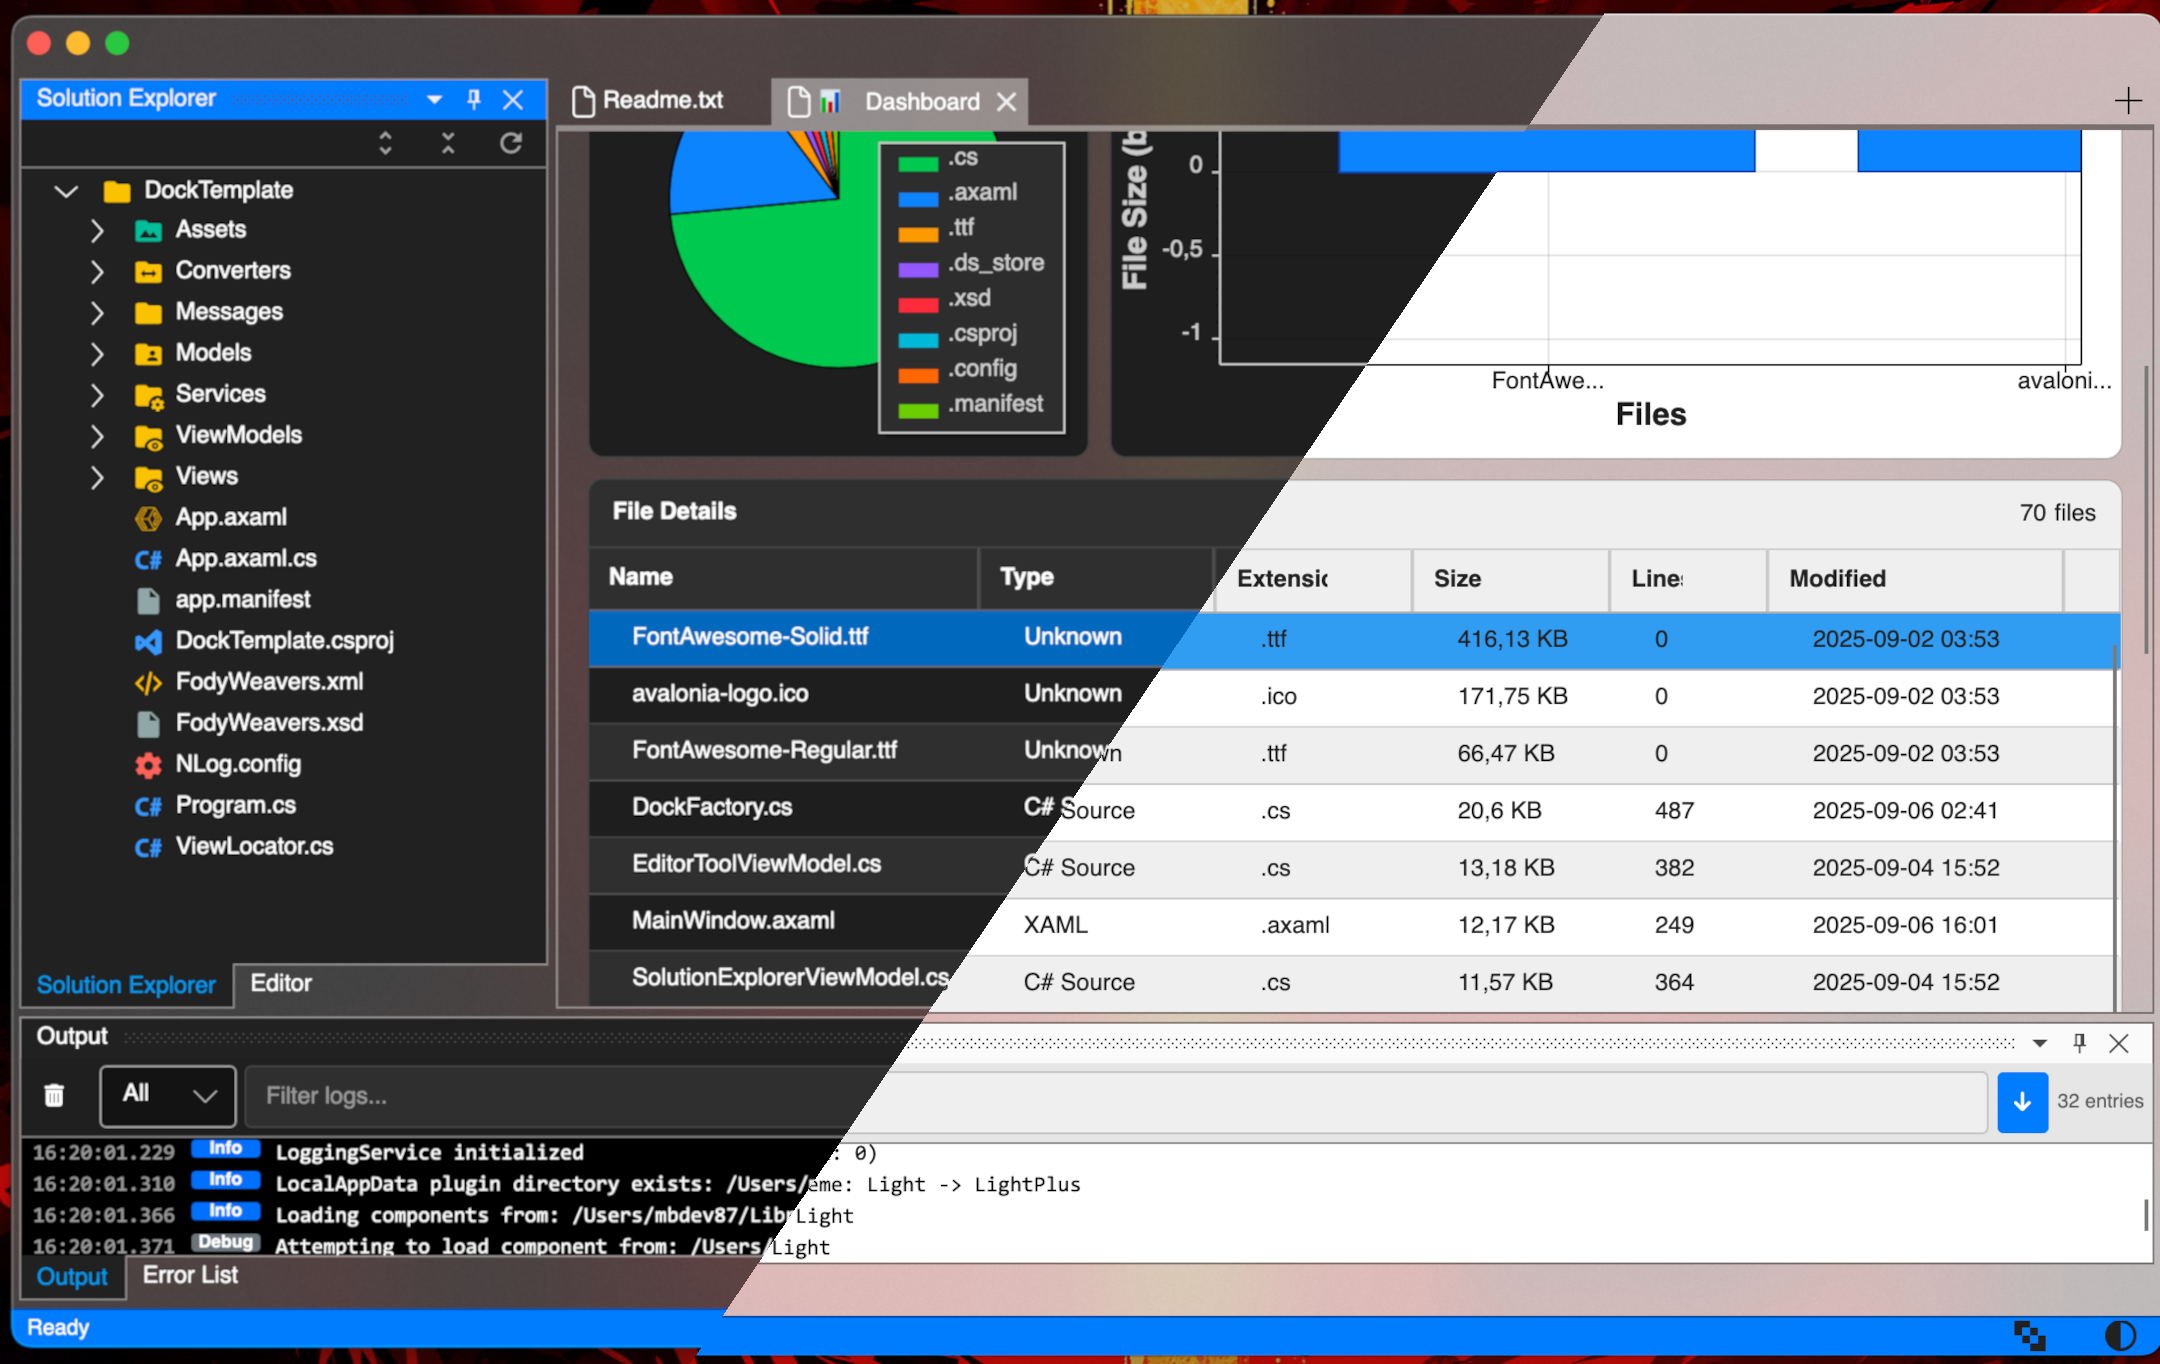 Solution Explorer
Readme.txt
Dashboard
DockTemplate
Assets
Converters
Messages
Models
Services
ViewModels
Views
App.axaml
C# App.axaml.cs
app.manifest
DockTemplate.csproj
</> FodyWeavers.xml
FodyWeavers.xsd
NLog.config
C# Program.cs
C# ViewLocator.cs
Solution Explorer
Editor
.cs
.axaml
.ttf
.ds_store
.xsd
.csproj
.config
.manifest
File Size (b
0
-0,5
-1
FontAwe...
avaloni...
Files
File Details
70 files
Name Type Extensic Size Line Modified
FontAwesome-Solid.ttf Unknown .ttf 416,13 KB 0 2025-09-02 03:53
avalonia-logo.ico Unknown .ico 171,75 KB 0 2025-09-02 03:53
FontAwesome-Regular.ttf Unknown .ttf 66,47 KB 0 2025-09-02 03:53
DockFactory.cs C# Source .cs 20,6 KB 487 2025-09-06 02:41
EditorToolViewModel.cs C# Source .cs 13,18 KB 382 2025-09-04 15:52
MainWindow.axaml XAML .axaml 12,17 KB 249 2025-09-06 16:01
SolutionExplorerViewModel.cs C# Source .cs 11,57 KB 364 2025-09-04 15:52
Output
All
Filter logs...
32 entries
16:20:01.229 Info LoggingService initialized : 0)
16:20:01.310 Info LocalAppData plugin directory exists: /Users/eme: Light -> LightPlus
16:20:01.366 Info Loading components from: /Users/mbdev87/Lib Light
16:20:01.371 Debug Attempting to load component from: /Users/Light
Output
Error List
Ready